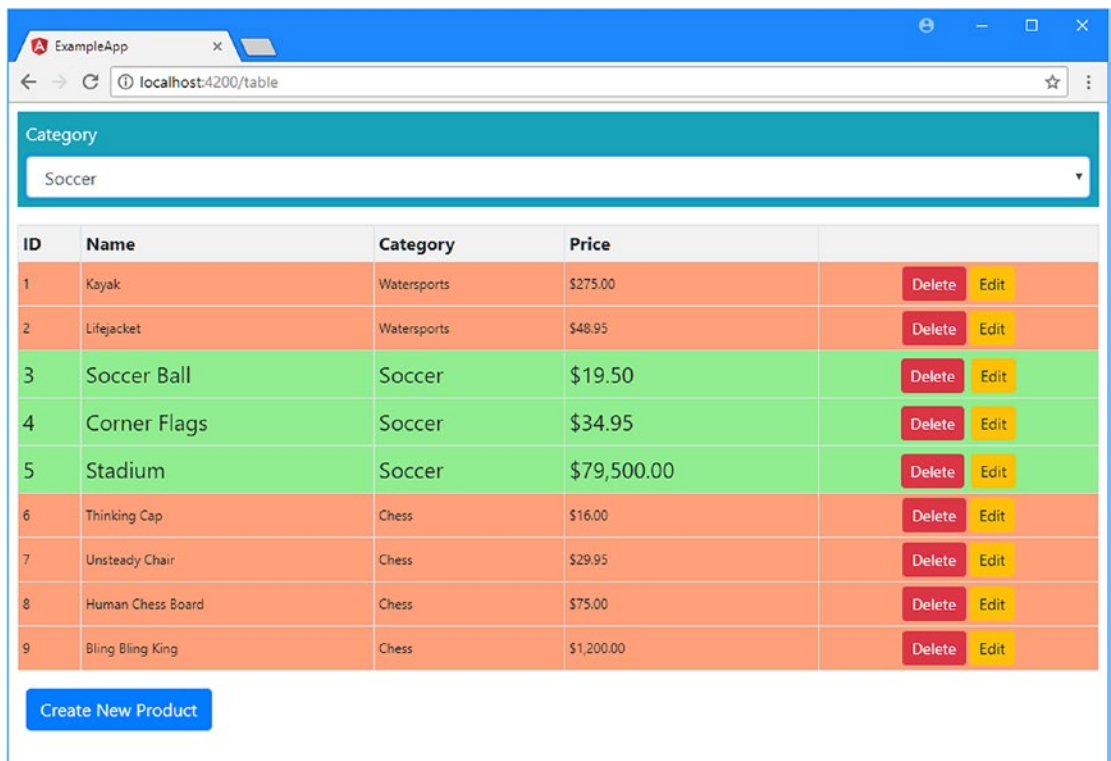 ExampleApp
localhost:4200/table
Category
Soccer
ID Name Category Price
1 Kayak Watersports $275.00 Delete Edit
2 Lifejacket Watersports $48.95 Delete Edit
3 Soccer Ball Soccer $19.50 Delete Edit
4 Corner Flags Soccer $34.95 Delete Edit
5 Stadium Soccer $79,500.00 Delete Edit
6 Thinking Cap Chess $16.00 Delete Edit
7 Unsteady Chair Chess $29.95 Delete Edit
8 Human Chess Board Chess $75.00 Delete Edit
9 Bling Bling King Chess $1,200.00 Delete Edit
Create New Product